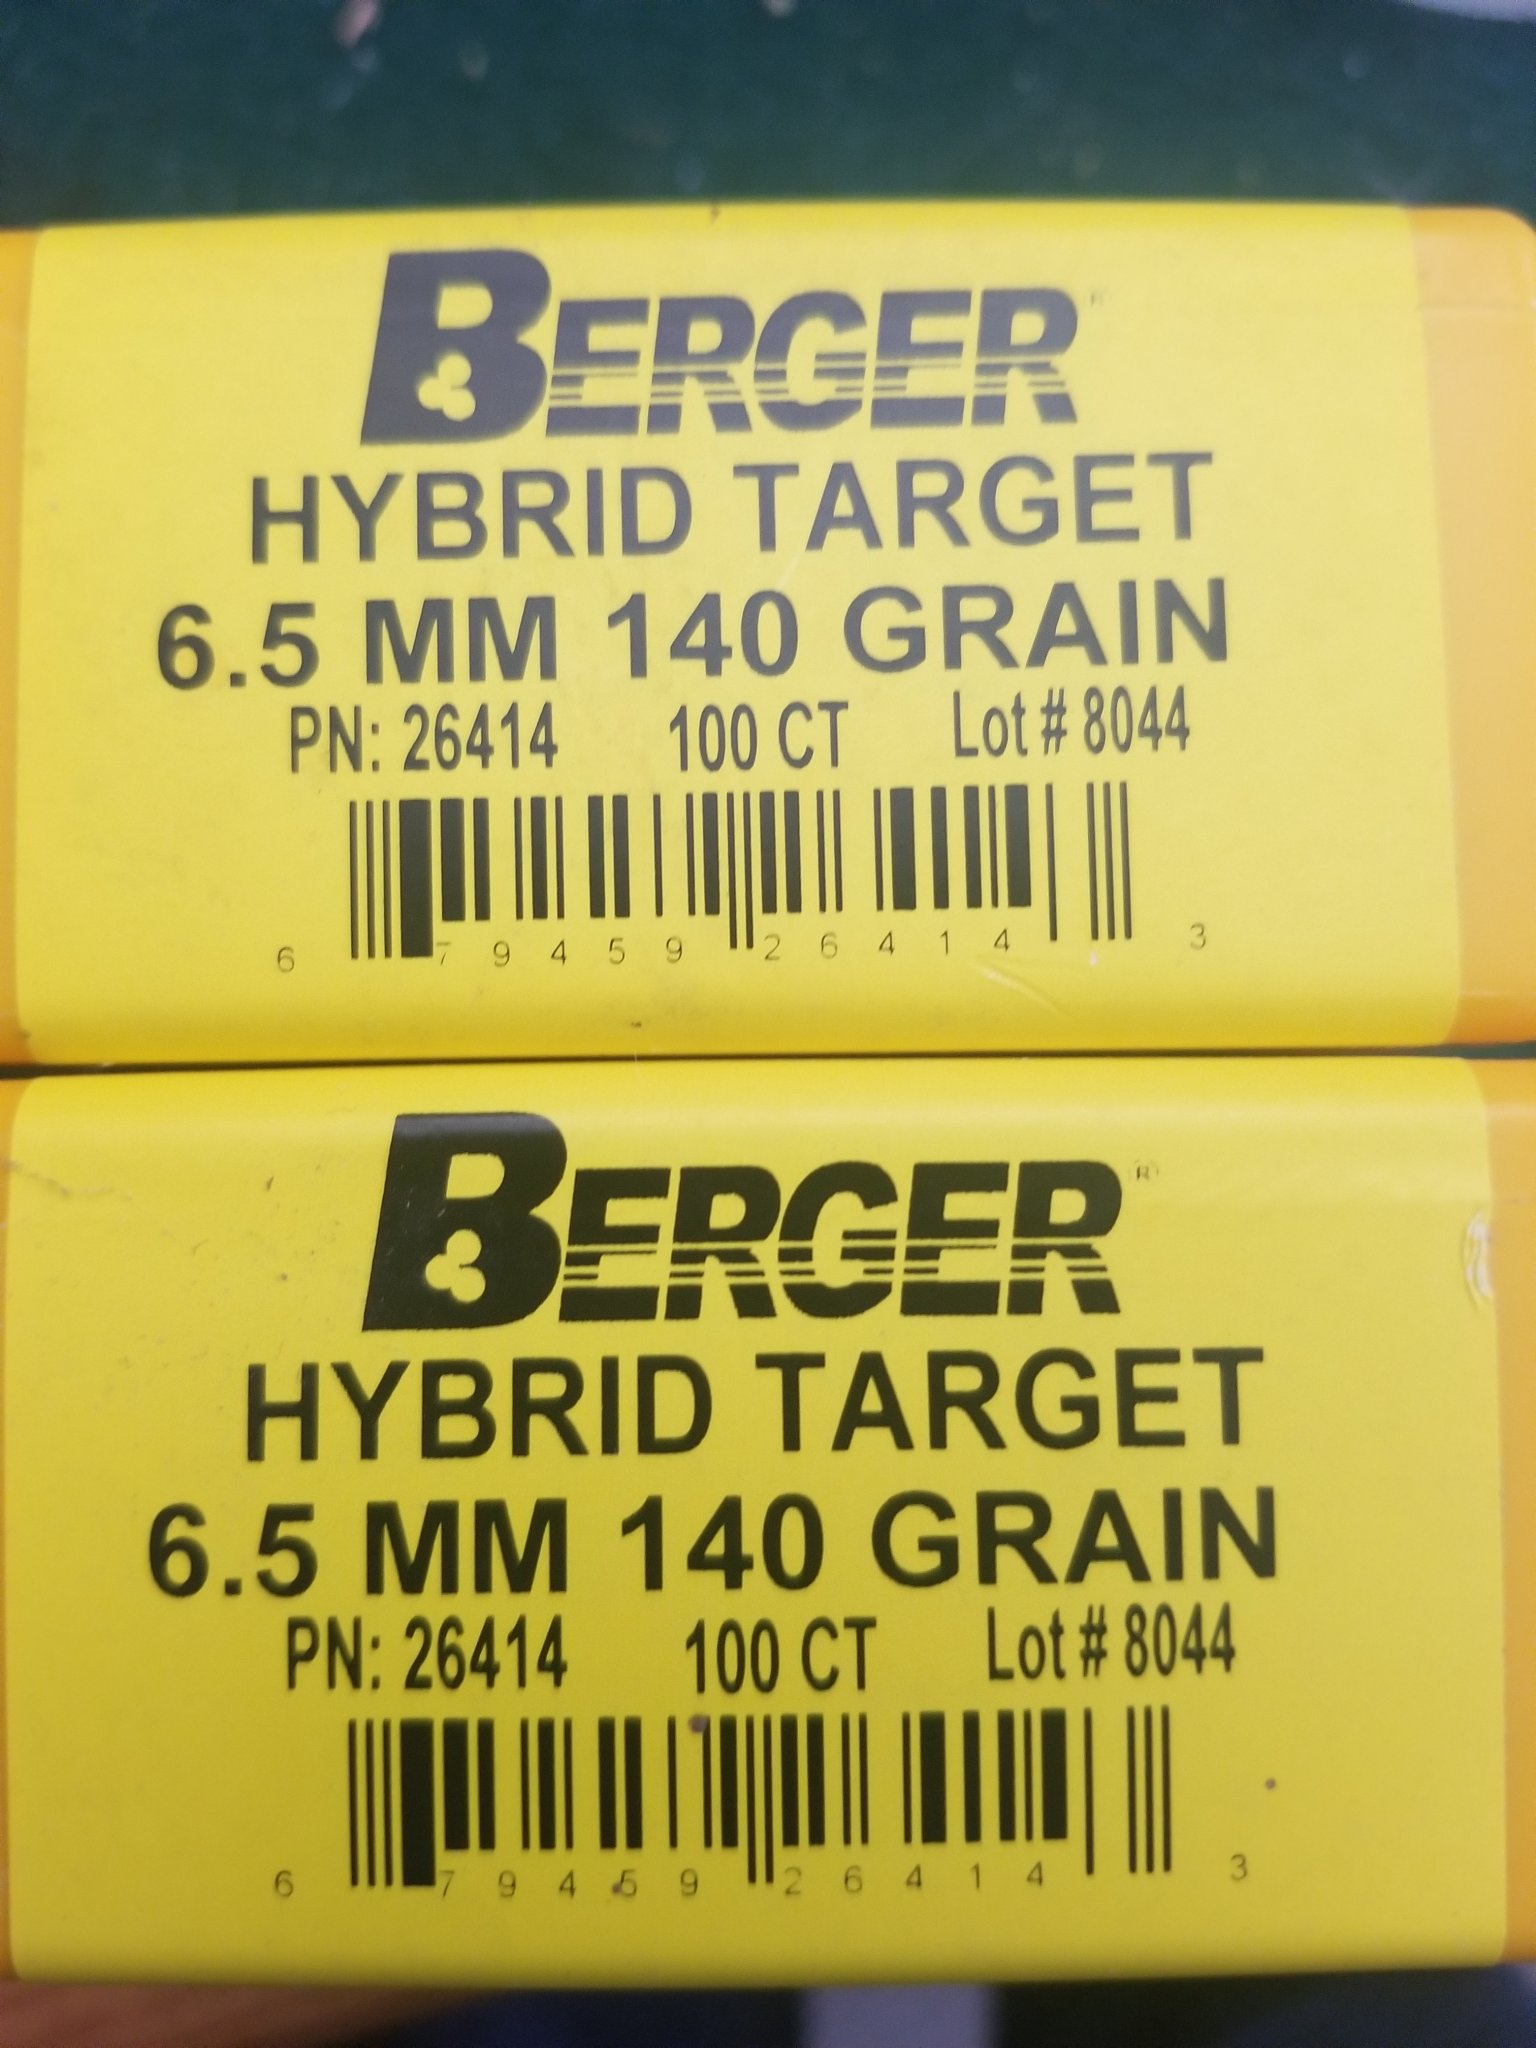 BERGER®
HYBRID TARGET
6.5 MM 140 GRAIN
PN: 26414 100 CT Lot # 8044
6 79459 26414 3
BERGER®
HYBRID TARGET
6.5 MM 140 GRAIN
PN: 26414 100 CT Lot # 8044
6 79459 26414 3